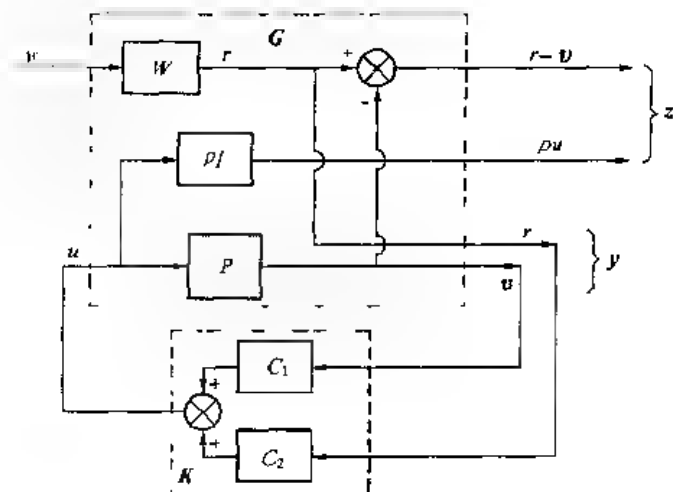 G
w W r + r - v
-
z
ρI ρu
r
u P y
v
C₁
+
+
C₂
K